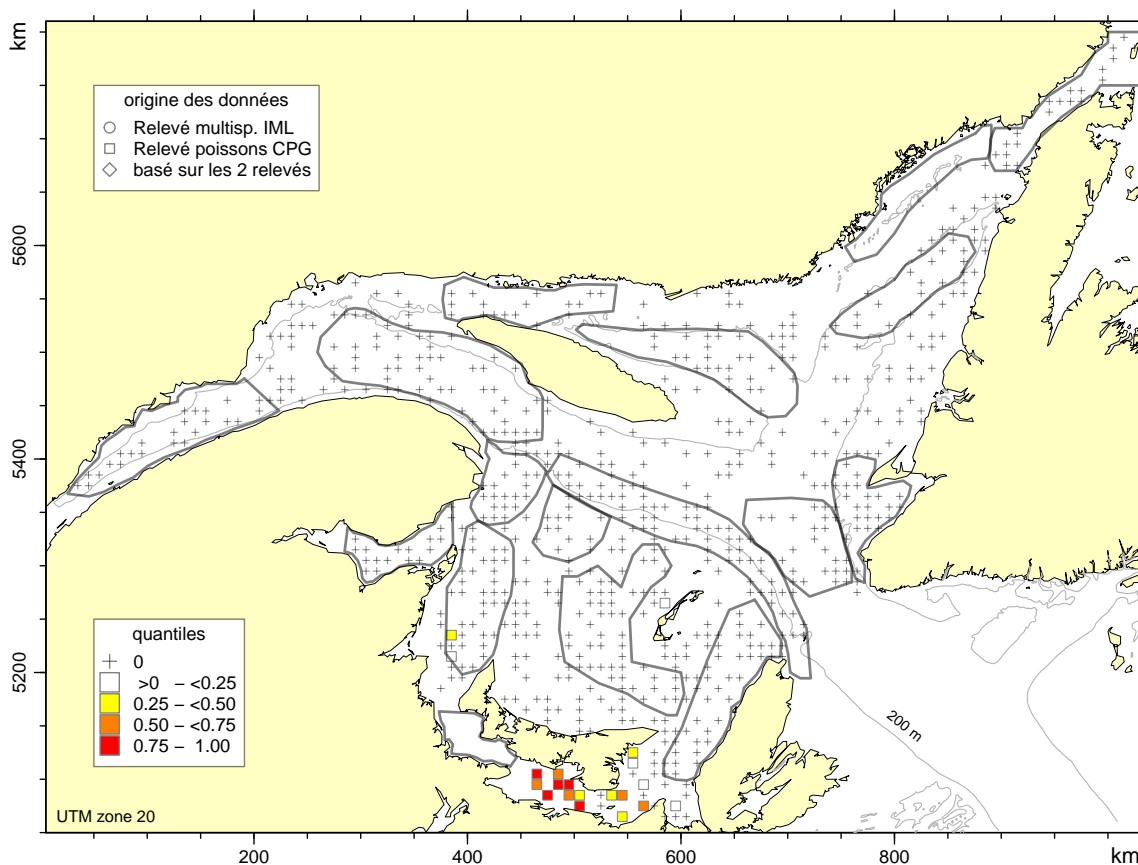 km
5600
5400
5200
origine des données
Relevé multisp. IML
Relevé poissons CPG
basé sur les 2 relevés
quantiles
0
>0 – <0.25
0.25 – <0.50
0.50 – <0.75
0.75 – 1.00
200 m
UTM zone 20
200
400
600
800
km